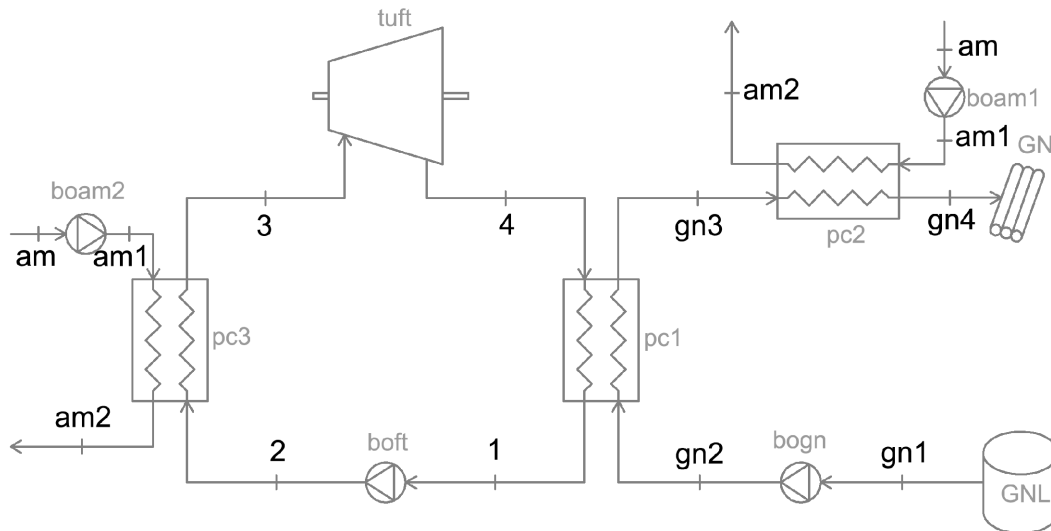 tuft
am
am2
boam1
am1
GN
boam2
3
4
gn3
gn4
am
am1
pc2
pc3
pc1
am2
boft
bogn
2
1
gn2
gn1
GNL